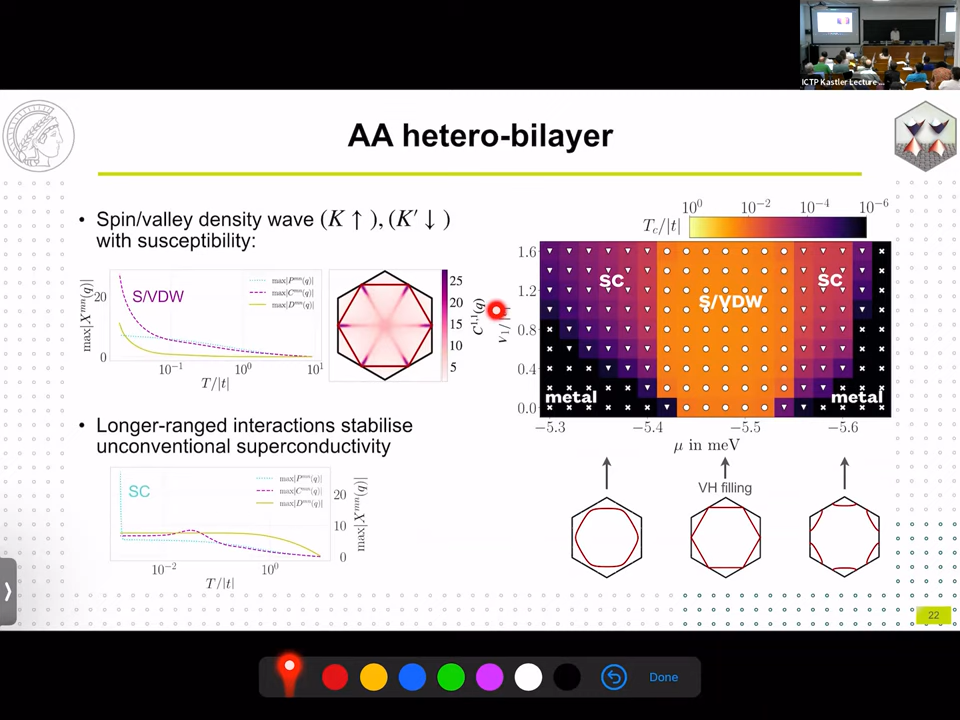 ICTP Kastler Lecture ...
AA hetero-bilayer
• Spin/valley density wave (K ↑), (K′ ↓)
with susceptibility:
max|X^{mn}(q)|
20
0
S/VDW
max|P^{mn}(q)|
max|C^{mn}(q)|
max|D^{mn}(q)|
10^{-1}
10^{0}
10^{1}
T/|t|
25
20
15
10
5
C^{1,1}(q)
• Longer-ranged interactions stabilise
unconventional superconductivity
SC
max|P^{mn}(q)|
max|C^{mn}(q)|
max|D^{mn}(q)|
20
10
0
max|X^{mn}(q)|
10^{-2}
10^{0}
T/|t|
T_c/|t|
10^{0}
10^{-2}
10^{-4}
10^{-6}
1.6
1.2
0.8
0.4
0.0
SC
S/VDW
SC
metal
metal
−5.3
−5.4
−5.5
−5.6
μ in meV
VH filling
22
Done